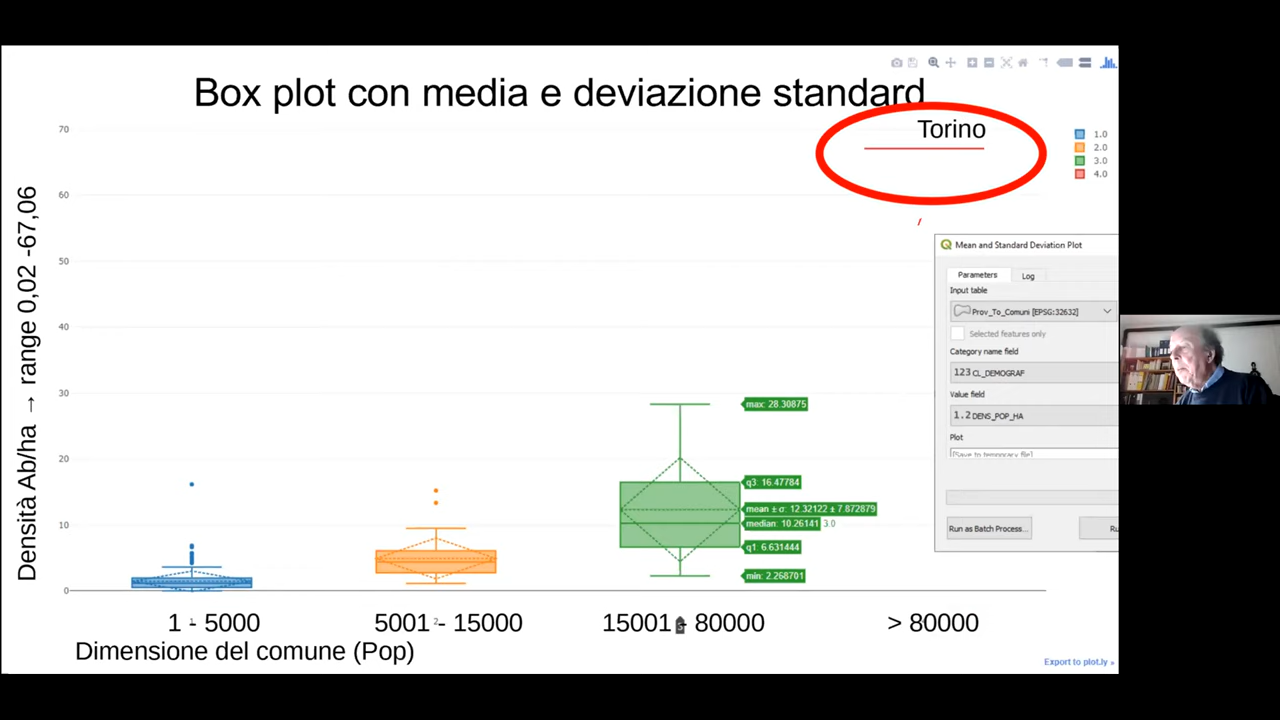 Box plot con media e deviazione standard
Torino
70
60
50
40
30
20
10
0
Densità Ab/ha → range 0,02 -67,06
1.0
2.0
3.0
4.0
Mean and Standard Deviation Plot
Parameters
Log
Input table
Prov_To_Comuni [EPSG:32632]
Selected features only
Category name field
123 CL_DEMOGRAF
Value field
1.2 DENS_POP_HA
Plot
[Save to temporary file]
Run as Batch Process...
Ru
max: 28.30875
q3: 16.47784
mean ± σ: 12.32122 ± 7.872879
median: 10.26141
3.0
q1: 6.631444
min: 2.268701
1 - 5000
5001 - 15000
15001 - 80000
> 80000
Dimensione del comune (Pop)
Export to plot.ly »